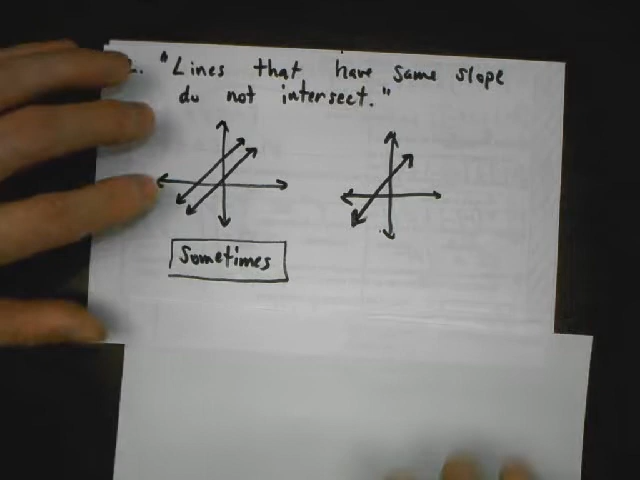 "Lines that have same slope
do not intersect."
Sometimes